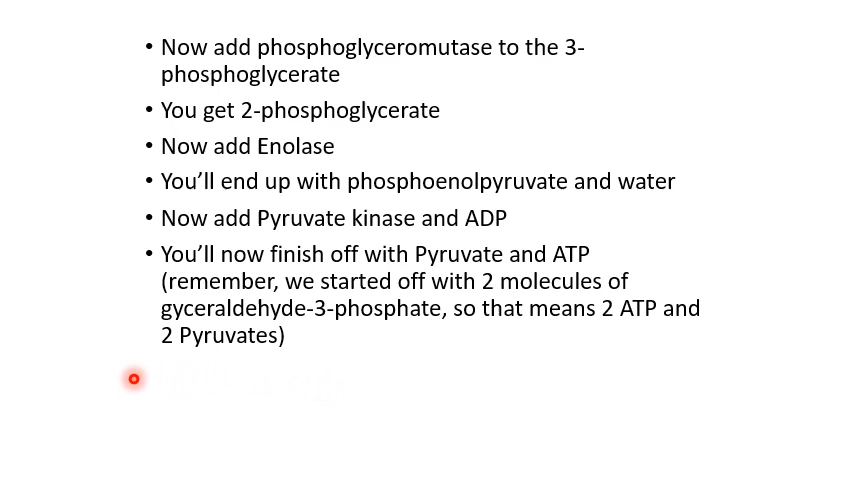 • Now add phosphoglyceromutase to the 3-
phosphoglycerate
• You get 2-phosphoglycerate
• Now add Enolase
• You’ll end up with phosphoenolpyruvate and water
• Now add Pyruvate kinase and ADP
• You’ll now finish off with Pyruvate and ATP
(remember, we started off with 2 molecules of
gyceraldehyde-3-phosphate, so that means 2 ATP and
2 Pyruvates)